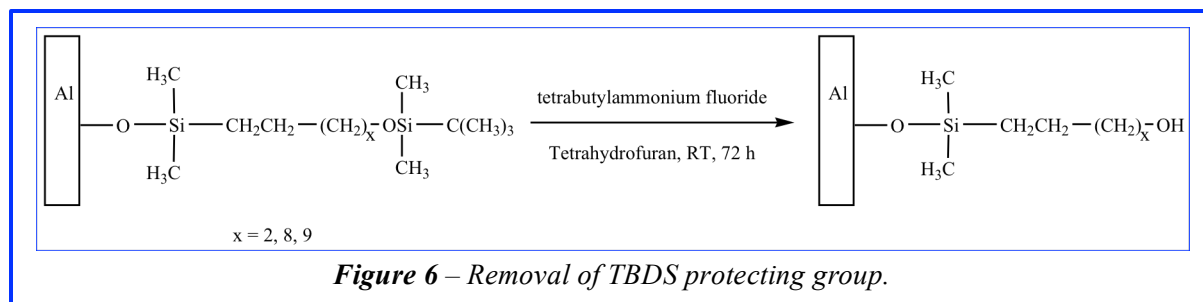 Al
H₃C
O—Si—CH₂CH₂—(CH₂)ₓ—OSi—C(CH₃)₃
H₃C
CH₃
CH₃
x = 2, 8, 9
tetrabutylammonium fluoride
Tetrahydrofuran, RT, 72 h
Al
H₃C
O—Si—CH₂CH₂—(CH₂)ₓ—OH
H₃C
Figure 6 – Removal of TBDS protecting group.